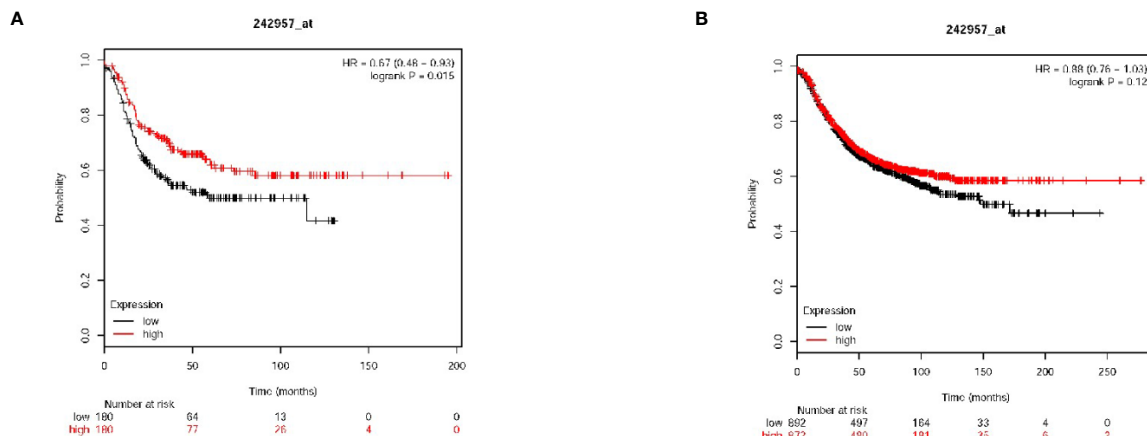 A
242957_at
HR = 0.67 (0.48 − 0.93)
logrank P = 0.015
Probability
1.0
0.8
0.6
0.4
0.2
0.0
Expression
low
high
0 50 100 150 200
Time (months)
Number at risk
low 180 64 13 0 0
high 180 77 26 4 0
B
242957_at
HR = 0.88 (0.76 − 1.03)
logrank P = 0.12
Probability
1.0
0.8
0.6
0.4
0.2
0.0
Expression
low
high
0 50 100 150 200 250
Time (months)
Number at risk
low 892 497 164 33 4 0
high 872 480 181